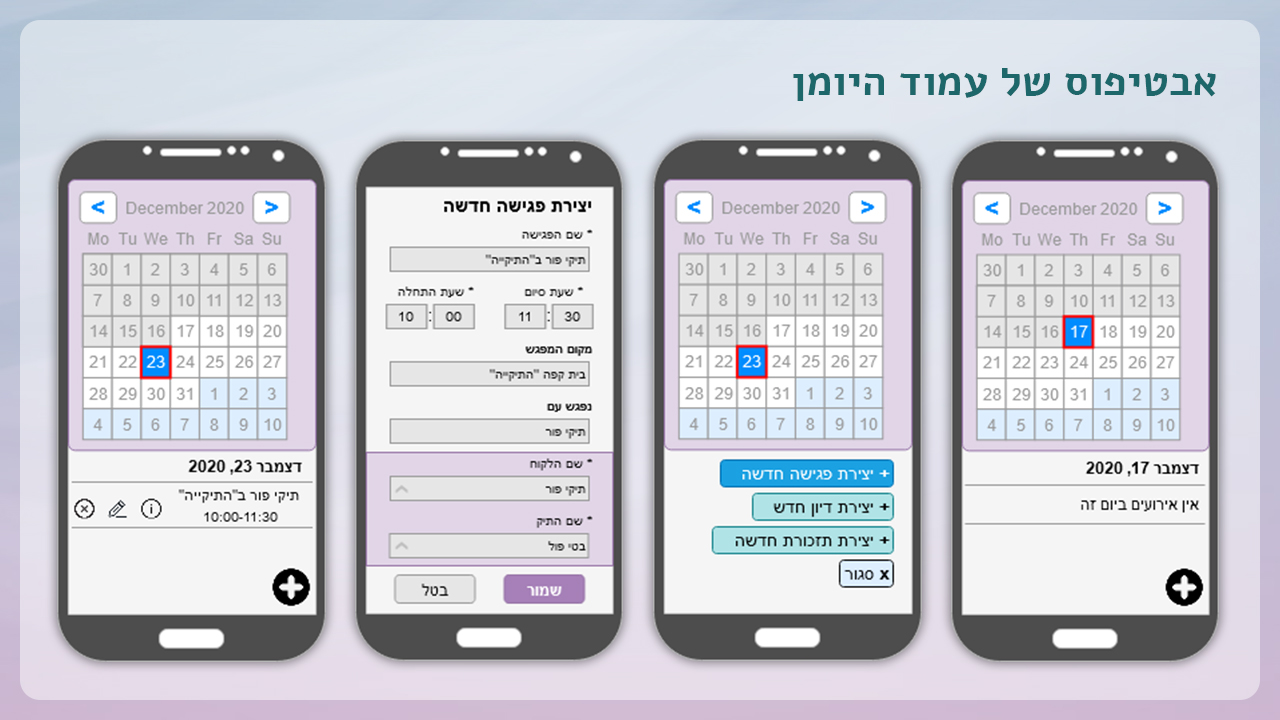 אבטיפוס של עמוד היומן
< December 2020 >
Mo Tu We Th Fr Sa Su
30 1 2 3 4 5 6
7 8 9 10 11 12 13
14 15 16 17 18 19 20
21 22 23 24 25 26 27
28 29 30 31 1 2 3
4 5 6 7 8 9 10
דצמבר 17, 2020
אין אירועים ביום זה
< December 2020 >
Mo Tu We Th Fr Sa Su
30 1 2 3 4 5 6
7 8 9 10 11 12 13
14 15 16 17 18 19 20
21 22 23 24 25 26 27
28 29 30 31 1 2 3
4 5 6 7 8 9 10
+ יצירת פגישה חדשה
+ יצירת דיון חדש
+ יצירת תזכורת חדשה
x סגור
יצירת פגישה חדשה
* שם הפגישה
תיקי פור ב"התיקייה"
* שעת סיום * שעת התחלה
11:30 10:00
מקום המפגש
בית קפה "התיקייה"
נפגש עם
תיקי פור
* שם הלקוח
תיקי פור
* שם התיק
בטי פול
שמור בטל
< December 2020 >
Mo Tu We Th Fr Sa Su
30 1 2 3 4 5 6
7 8 9 10 11 12 13
14 15 16 17 18 19 20
21 22 23 24 25 26 27
28 29 30 31 1 2 3
4 5 6 7 8 9 10
דצמבר 23, 2020
תיקי פור ב"התיקייה"
10:00-11:30